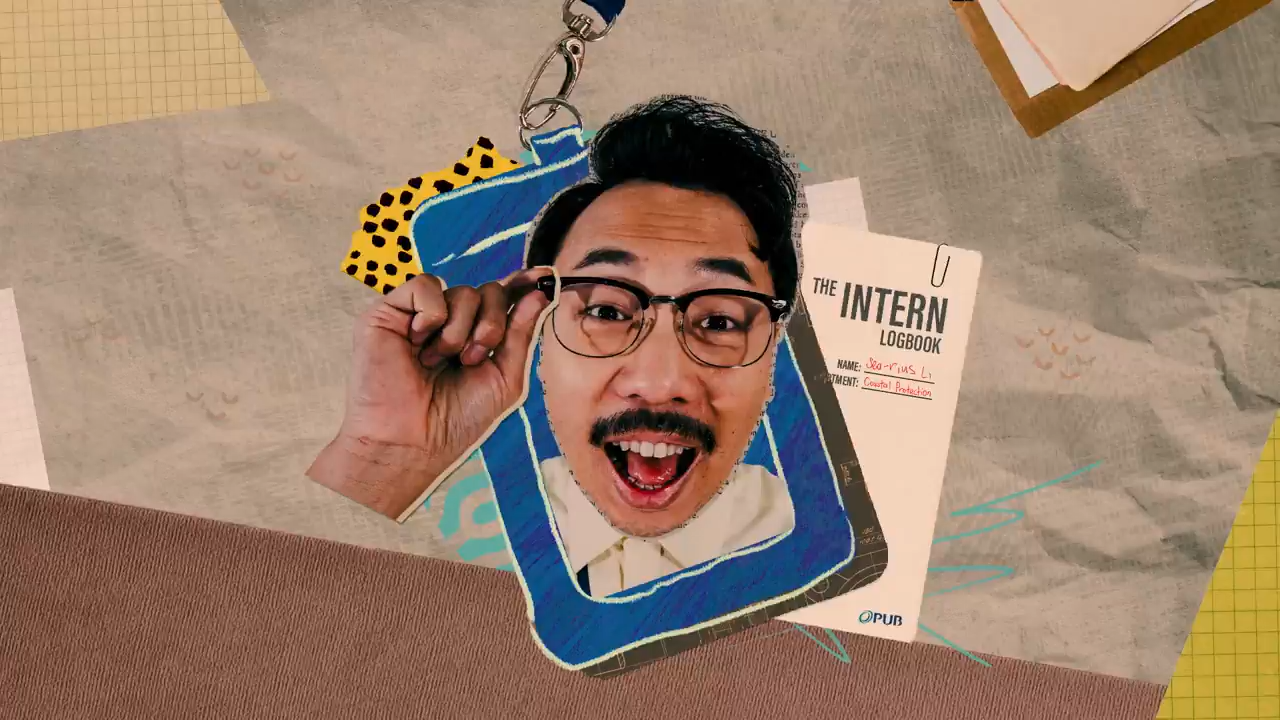 THE INTERN
LOGBOOK
NAME: Sea-rius Li
TMENT: Coastal Protection
PUB